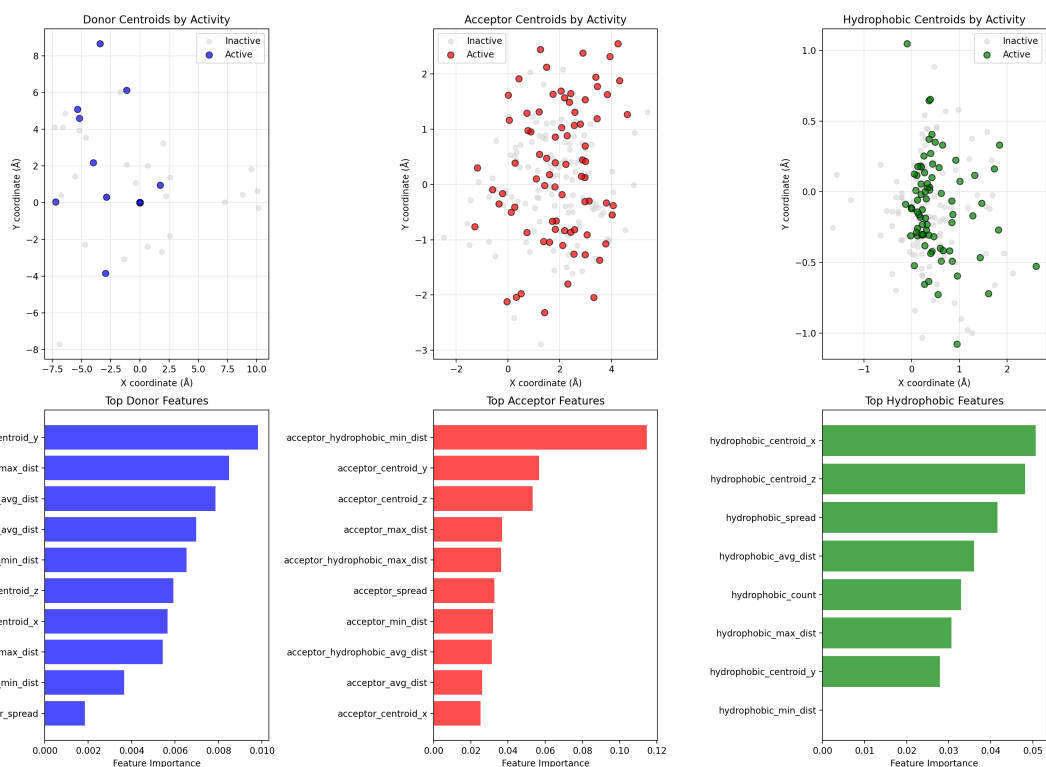 Donor Centroids by Activity
Inactive
Active
8
6
4
2
0
−2
−4
−6
−8
Y coordinate (Å)
−7.5 −5.0 −2.5 0.0 2.5 5.0 7.5 10.0
X coordinate (Å)
Acceptor Centroids by Activity
Inactive
Active
2
1
0
−1
−2
−3
Y coordinate (Å)
−2 0 2 4
X coordinate (Å)
Hydrophobic Centroids by Activity
Inactive
Active
1.0
0.5
0.0
−0.5
−1.0
Y coordinate (Å)
−1 0 1 2
X coordinate (Å)
Top Donor Features
entroid_y
max_dist
avg_dist
avg_dist
min_dist
entroid_z
entroid_x
max_dist
min_dist
r_spread
0.000 0.002 0.004 0.006 0.008 0.010
Feature Importance
Top Acceptor Features
acceptor_hydrophobic_min_dist
acceptor_centroid_y
acceptor_centroid_z
acceptor_max_dist
acceptor_hydrophobic_max_dist
acceptor_spread
acceptor_min_dist
acceptor_hydrophobic_avg_dist
acceptor_avg_dist
acceptor_centroid_x
0.00 0.02 0.04 0.06 0.08 0.10 0.12
Feature Importance
Top Hydrophobic Features
hydrophobic_centroid_x
hydrophobic_centroid_z
hydrophobic_spread
hydrophobic_avg_dist
hydrophobic_count
hydrophobic_max_dist
hydrophobic_centroid_y
hydrophobic_min_dist
0.00 0.01 0.02 0.03 0.04 0.05
Feature Importance